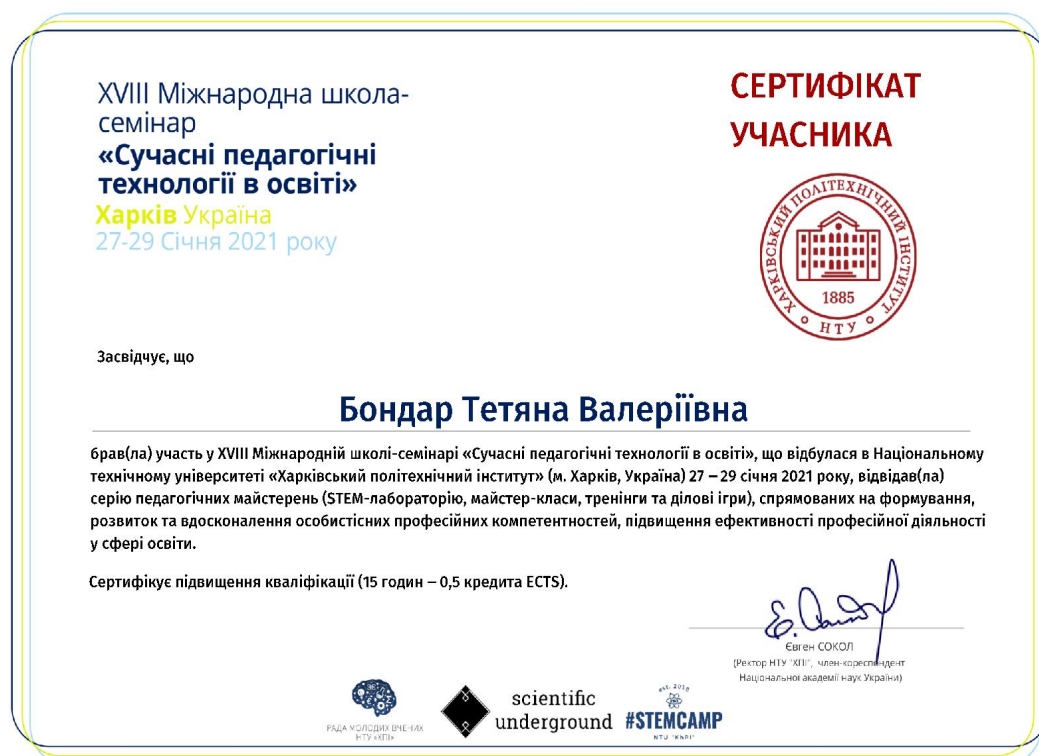 XVIII Міжнародна школа-
семінар
«Сучасні педагогічні
технології в освіті»
Харків Україна
27-29 Січня 2021 року
СЕРТИФІКАТ
УЧАСНИКА
ХАРКІВСЬКИЙ ПОЛІТЕХНІЧНИЙ ІНСТИТУТ
1885
НТУ
Засвідчує, що
Бондар Тетяна Валеріївна
брав(ла) участь у XVIII Міжнародній школі-семінарі «Сучасні педагогічні технології в освіті», що відбулася в Національному
технічному університеті «Харківський політехнічний інститут» (м. Харків, Україна) 27 – 29 січня 2021 року, відвідав(ла)
серію педагогічних майстерень (STEM-лабораторію, майстер-класи, тренінги та ділові ігри), спрямованих на формування,
розвиток та вдосконалення особистісних професійних компетентностей, підвищення ефективності професійної діяльності
у сфері освіти.
Сертифікує підвищення кваліфікації (15 годин – 0,5 кредита ECTS).
Євген СОКОЛ
(Ректор НТУ "ХПІ", член-кореспондент
Національної академії наук України)
РАДА МОЛОДИХ ВЧЕНИХ
НТУ «ХПІ»
scientific
underground
est. 2018
#STEMCAMP
NTU "KhPI"